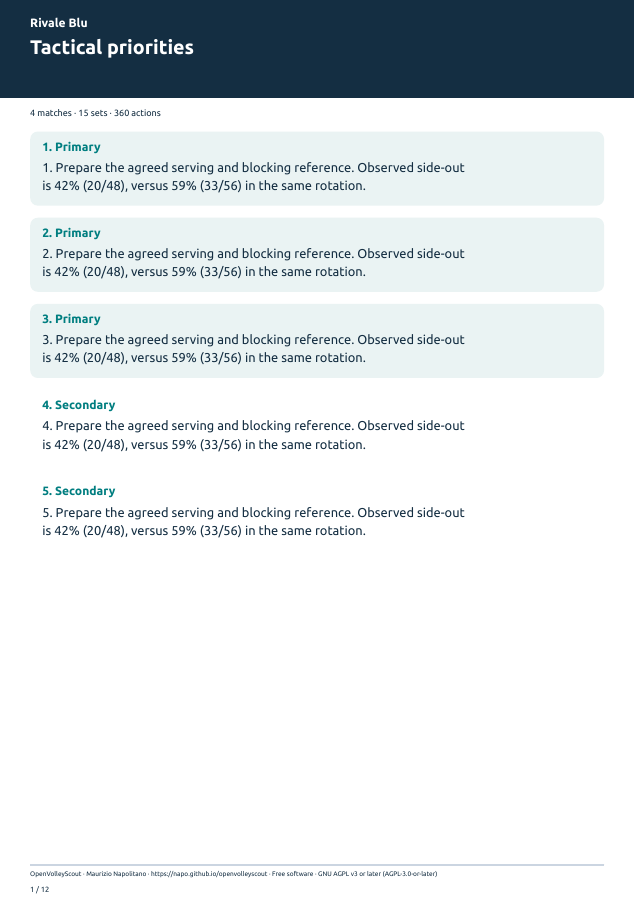 Rivale Blu
Tactical priorities
4 matches · 15 sets · 360 actions
1. Primary
1. Prepare the agreed serving and blocking reference. Observed side-out
is 42% (20/48), versus 59% (33/56) in the same rotation.
2. Primary
2. Prepare the agreed serving and blocking reference. Observed side-out
is 42% (20/48), versus 59% (33/56) in the same rotation.
3. Primary
3. Prepare the agreed serving and blocking reference. Observed side-out
is 42% (20/48), versus 59% (33/56) in the same rotation.
4. Secondary
4. Prepare the agreed serving and blocking reference. Observed side-out
is 42% (20/48), versus 59% (33/56) in the same rotation.
5. Secondary
5. Prepare the agreed serving and blocking reference. Observed side-out
is 42% (20/48), versus 59% (33/56) in the same rotation.
OpenVolleyScout · Maurizio Napolitano · https://napo.github.io/openvolleyscout · Free software · GNU AGPL v3 or later (AGPL-3.0-or-later)
1 / 12